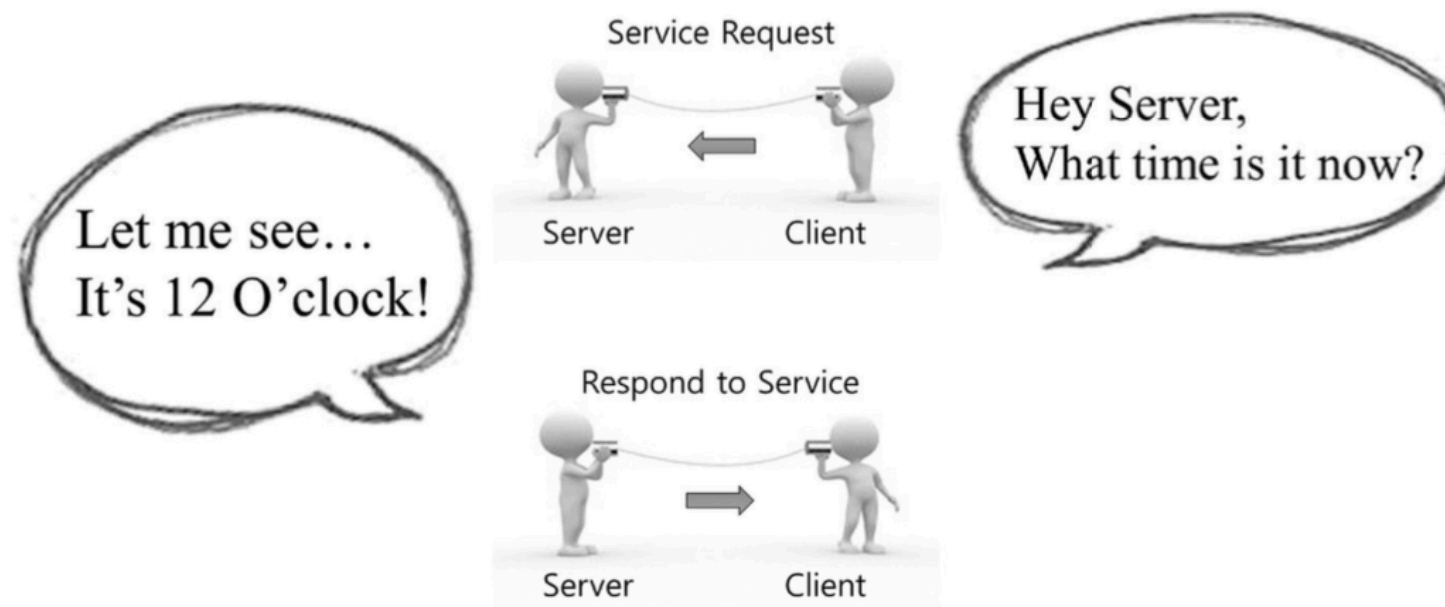 Service Request
Hey Server,
What time is it now?
Server
Client
Let me see…
It’s 12 O’clock!
Respond to Service
Server
Client